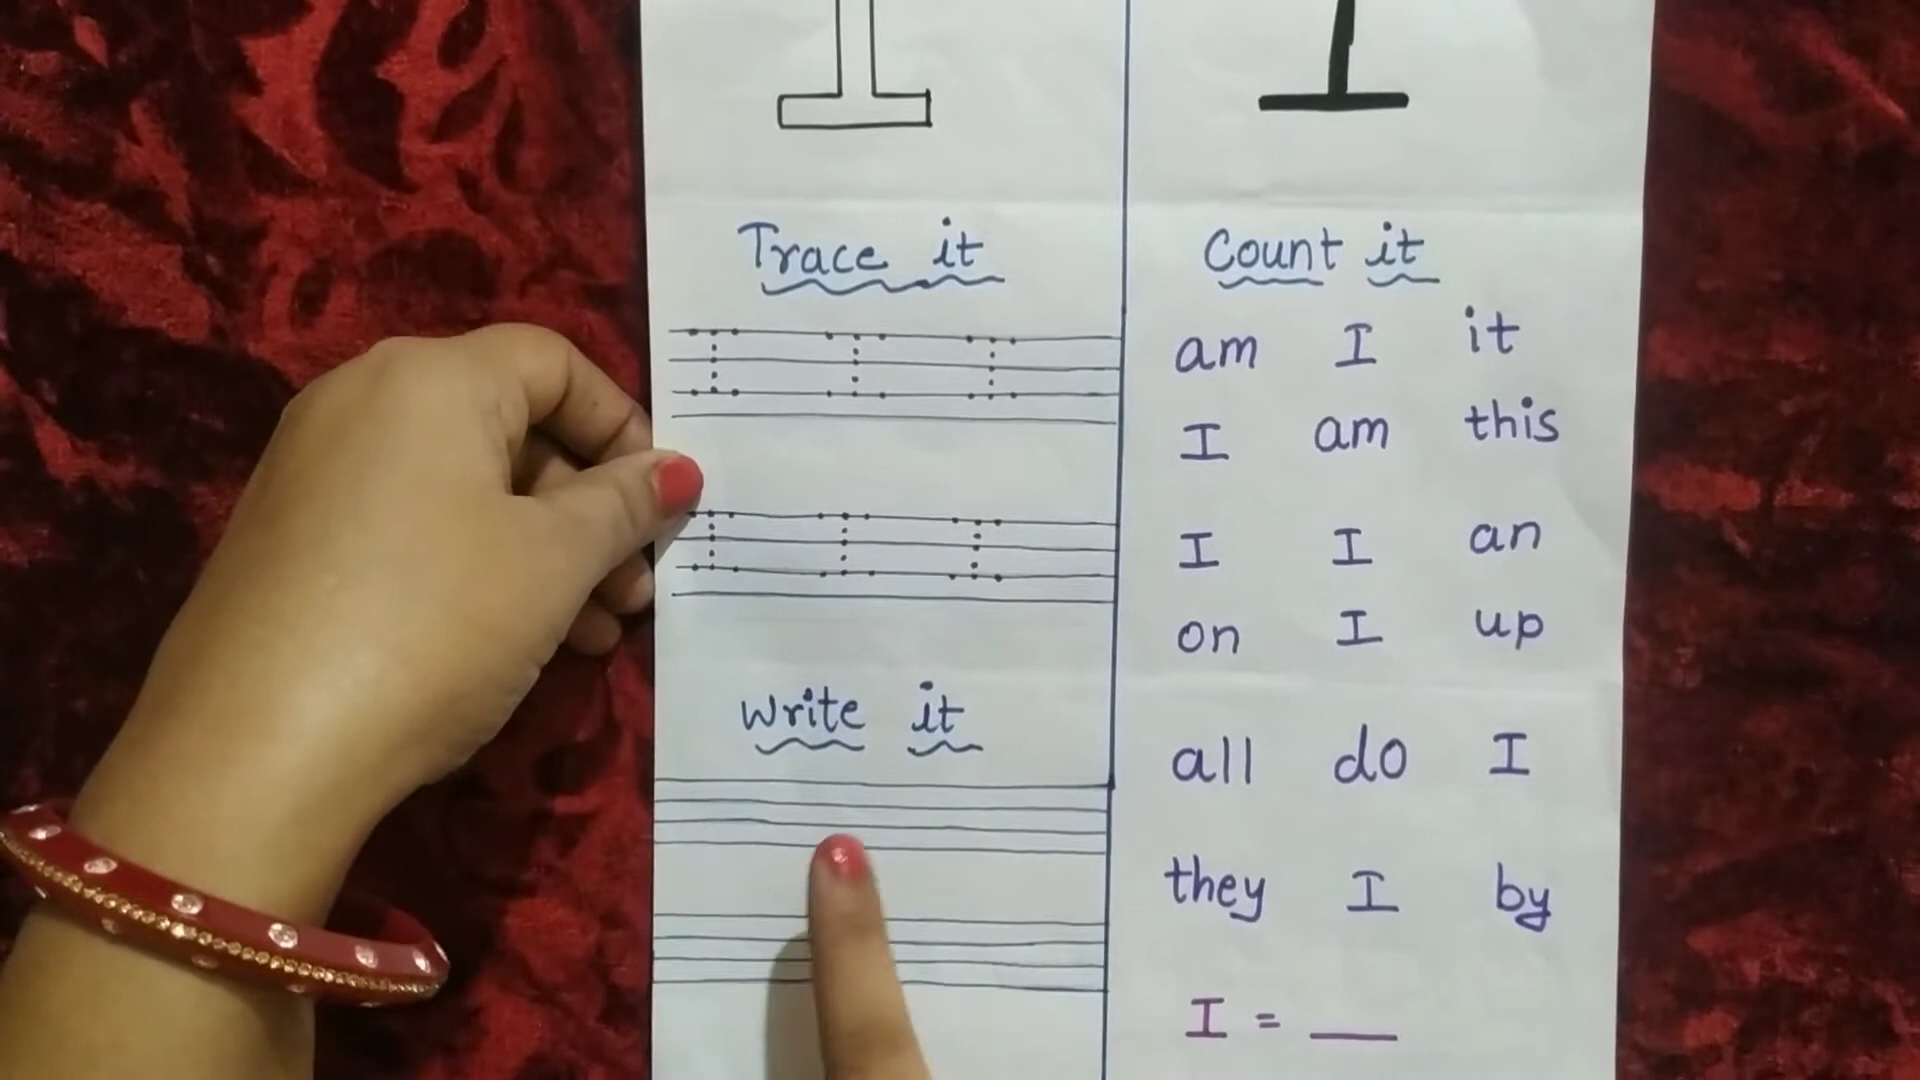 I I
Trace it
I I I
I I I
Write it
Count it
am I it
I am this
I I an
on I up
all do I
they I by
I = ___